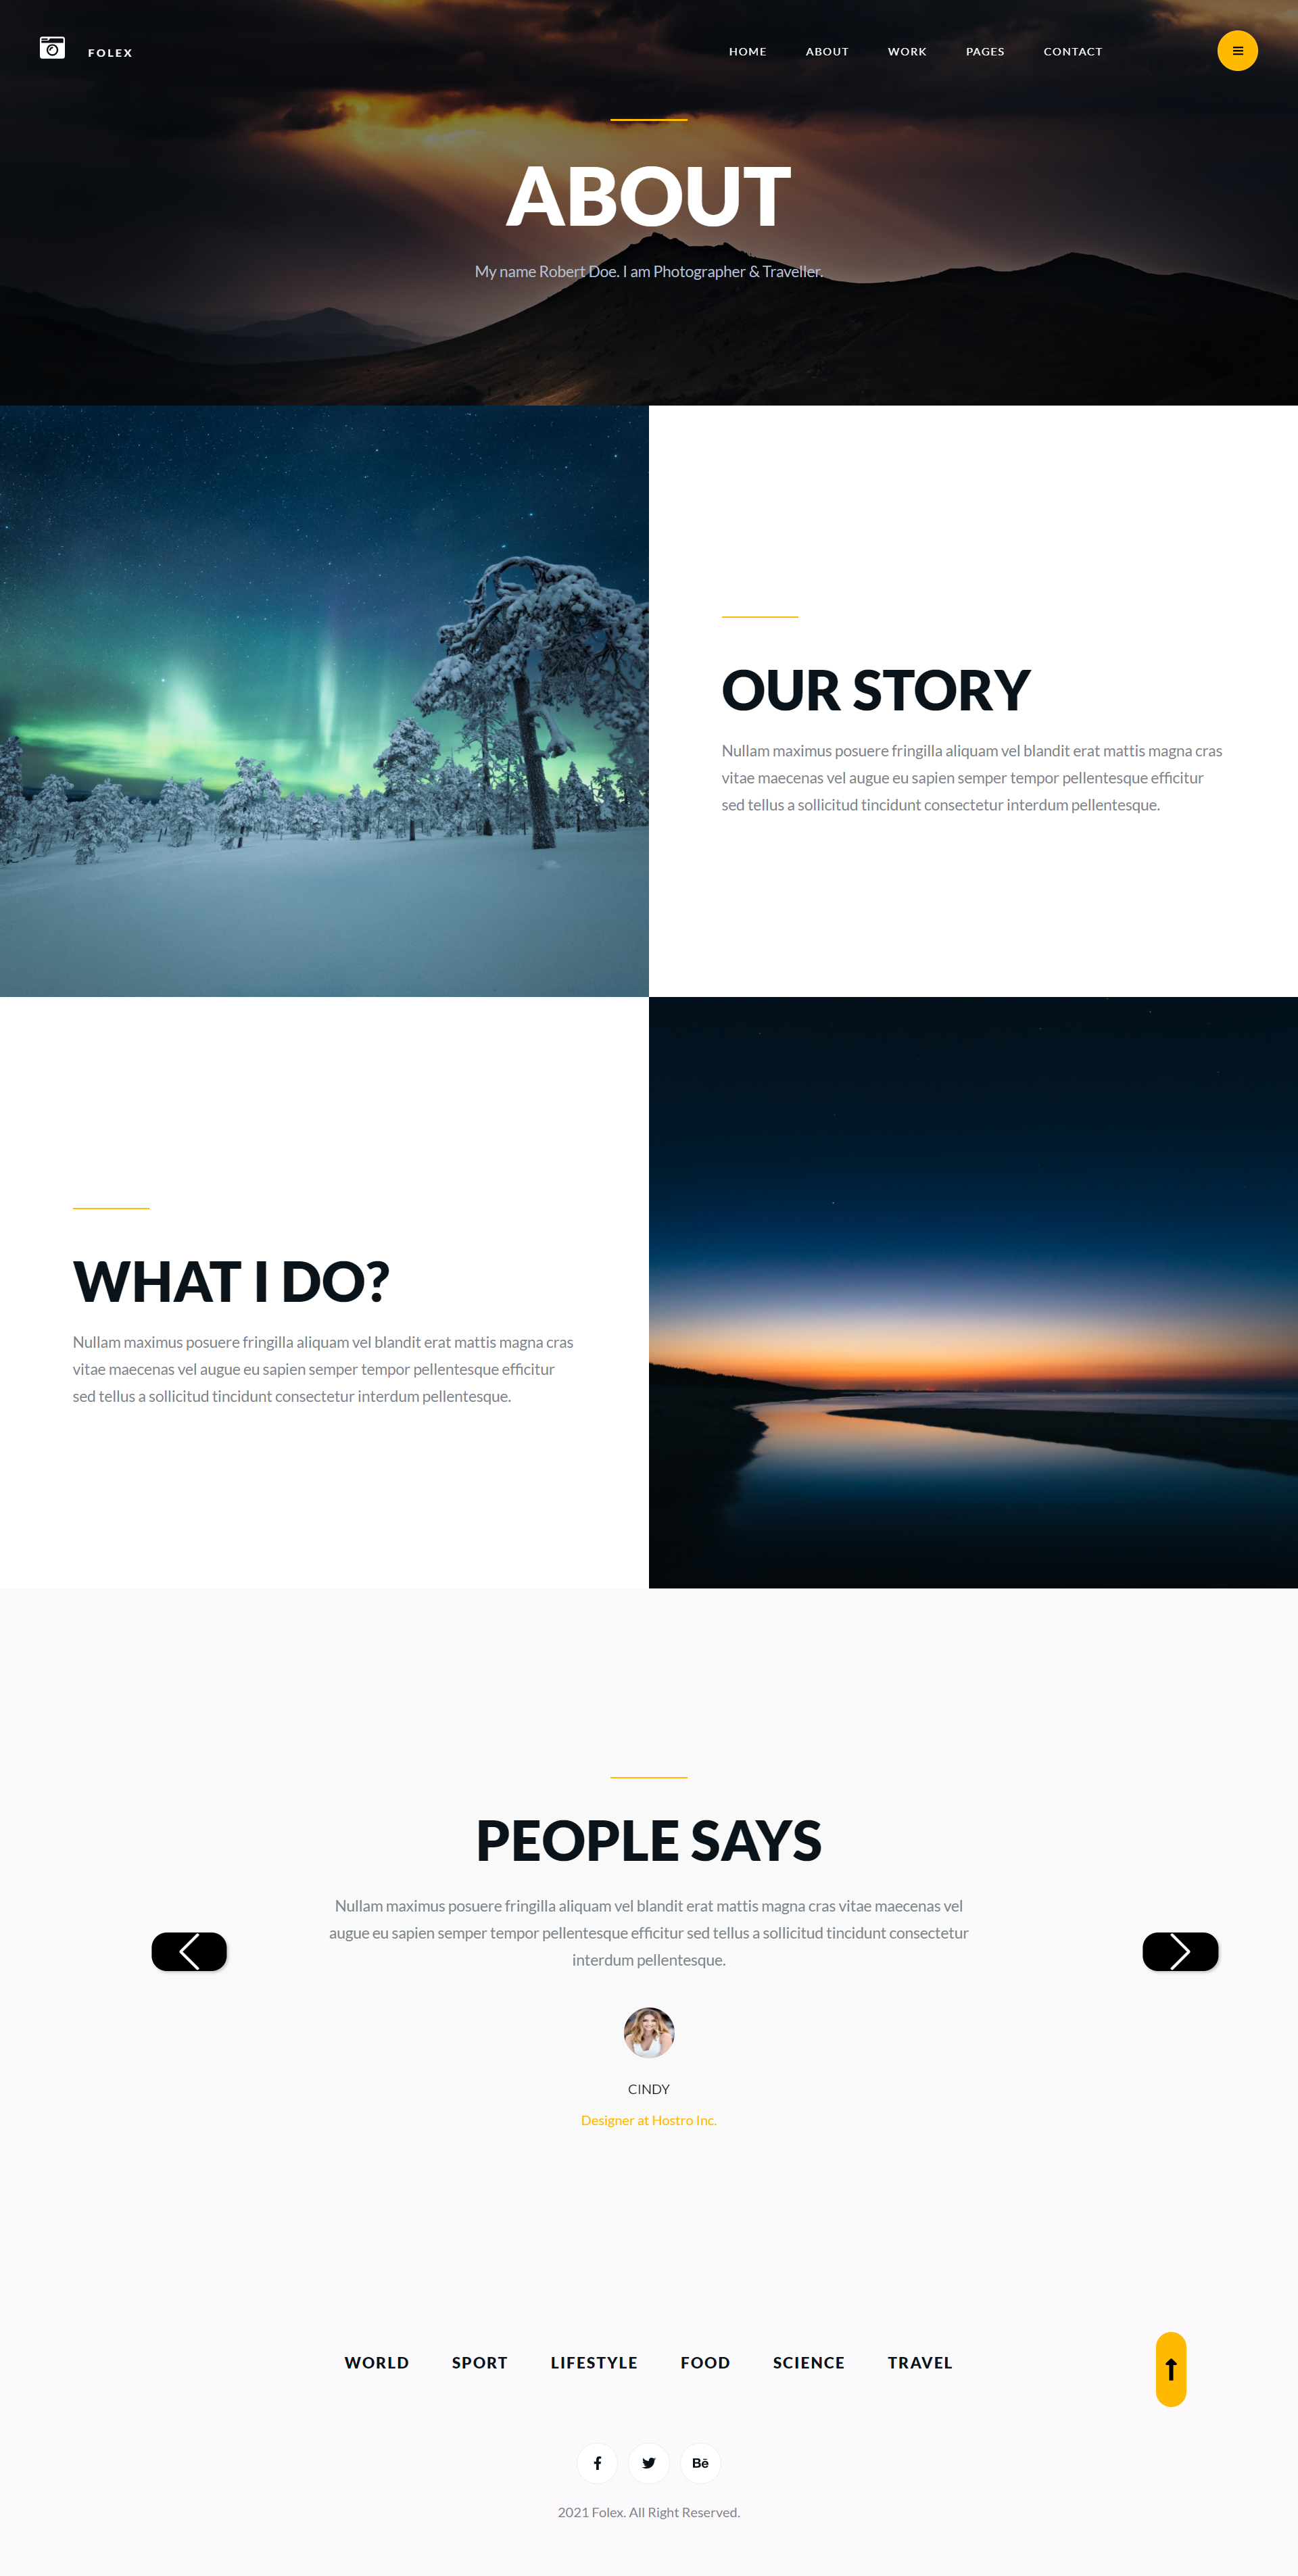 FOLEX
HOME ABOUT WORK PAGES CONTACT
ABOUT
My name Robert Doe. I am Photographer & Traveller.
OUR STORY
Nullam maximus posuere fringilla aliquam vel blandit erat mattis magna cras
vitae maecenas vel augue eu sapien semper tempor pellentesque efficitur
sed tellus a sollicitud tincidunt consectetur interdum pellentesque.
WHAT I DO?
Nullam maximus posuere fringilla aliquam vel blandit erat mattis magna cras
vitae maecenas vel augue eu sapien semper tempor pellentesque efficitur
sed tellus a sollicitud tincidunt consectetur interdum pellentesque.
PEOPLE SAYS
Nullam maximus posuere fringilla aliquam vel blandit erat mattis magna cras vitae maecenas vel
augue eu sapien semper tempor pellentesque efficitur sed tellus a sollicitud tincidunt consectetur
interdum pellentesque.
CINDY
Designer at Hostro Inc.
WORLD SPORT LIFESTYLE FOOD SCIENCE TRAVEL
Bē
2021 Folex. All Right Reserved.